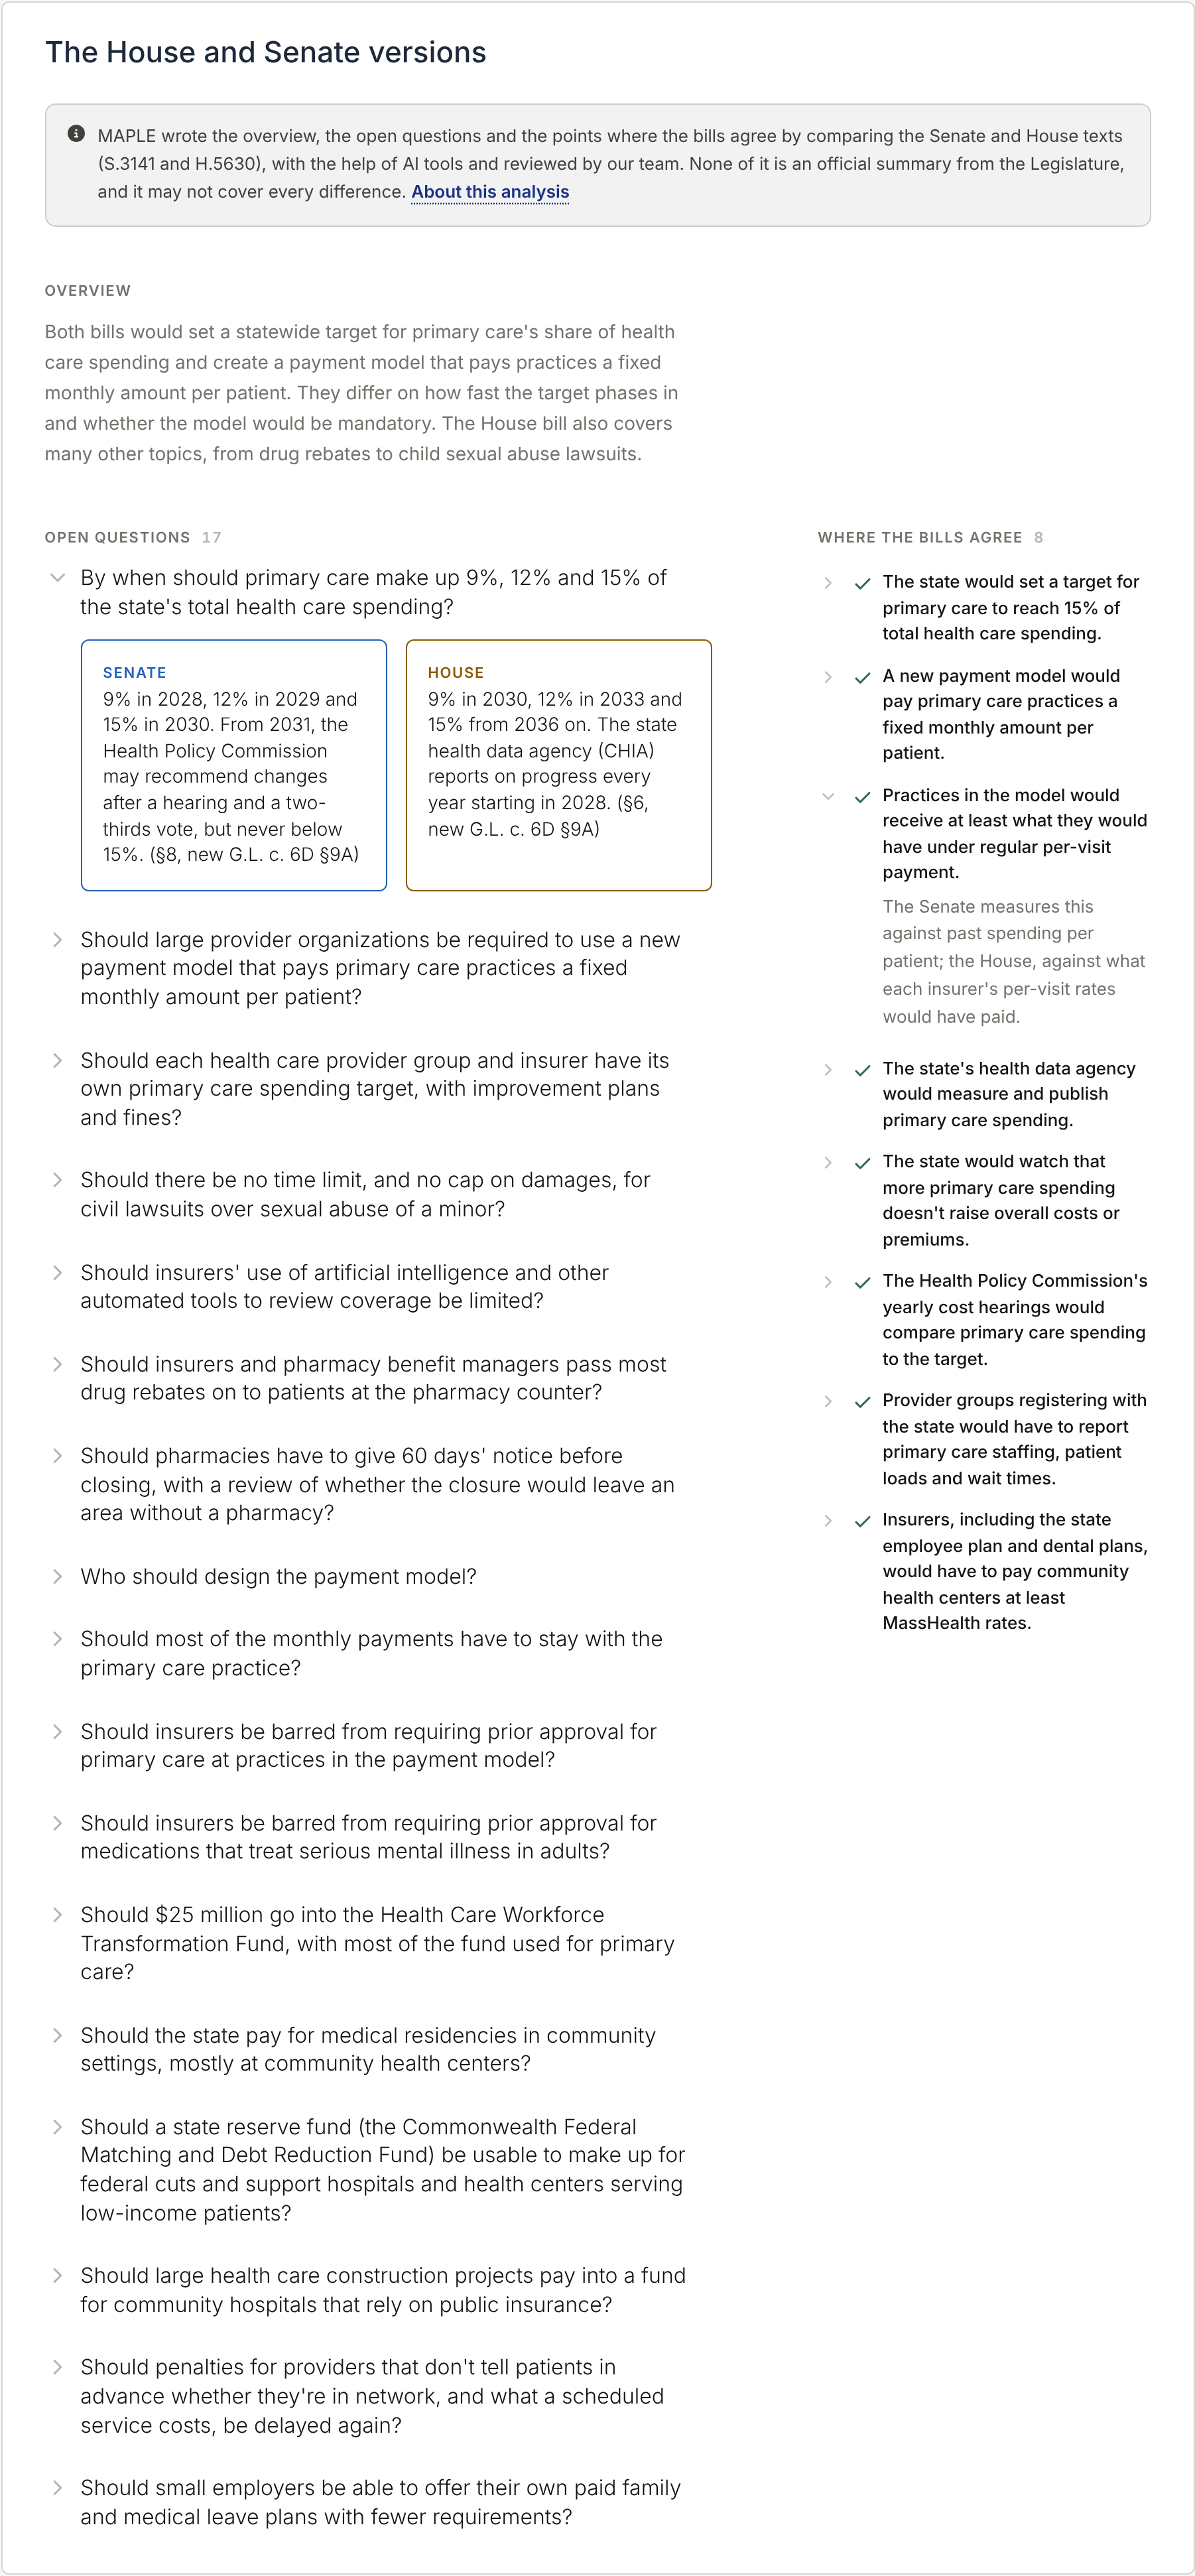 The House and Senate versions
MAPLE wrote the overview, the open questions and the points where the bills agree by comparing the Senate and House texts
(S.3141 and H.5630), with the help of AI tools and reviewed by our team. None of it is an official summary from the Legislature,
and it may not cover every difference. About this analysis
OVERVIEW
Both bills would set a statewide target for primary care's share of health
care spending and create a payment model that pays practices a fixed
monthly amount per patient. They differ on how fast the target phases in
and whether the model would be mandatory. The House bill also covers
many other topics, from drug rebates to child sexual abuse lawsuits.
OPEN QUESTIONS 17
By when should primary care make up 9%, 12% and 15% of
the state's total health care spending?
SENATE
9% in 2028, 12% in 2029 and
15% in 2030. From 2031, the
Health Policy Commission
may recommend changes
after a hearing and a two-
thirds vote, but never below
15%. (§8, new G.L. c. 6D §9A)
HOUSE
9% in 2030, 12% in 2033 and
15% from 2036 on. The state
health data agency (CHIA)
reports on progress every
year starting in 2028. (§6,
new G.L. c. 6D §9A)
Should large provider organizations be required to use a new
payment model that pays primary care practices a fixed
monthly amount per patient?
Should each health care provider group and insurer have its
own primary care spending target, with improvement plans
and fines?
Should there be no time limit, and no cap on damages, for
civil lawsuits over sexual abuse of a minor?
Should insurers' use of artificial intelligence and other
automated tools to review coverage be limited?
Should insurers and pharmacy benefit managers pass most
drug rebates on to patients at the pharmacy counter?
Should pharmacies have to give 60 days' notice before
closing, with a review of whether the closure would leave an
area without a pharmacy?
Who should design the payment model?
Should most of the monthly payments have to stay with the
primary care practice?
Should insurers be barred from requiring prior approval for
primary care at practices in the payment model?
Should insurers be barred from requiring prior approval for
medications that treat serious mental illness in adults?
Should $25 million go into the Health Care Workforce
Transformation Fund, with most of the fund used for primary
care?
Should the state pay for medical residencies in community
settings, mostly at community health centers?
Should a state reserve fund (the Commonwealth Federal
Matching and Debt Reduction Fund) be usable to make up for
federal cuts and support hospitals and health centers serving
low-income patients?
Should large health care construction projects pay into a fund
for community hospitals that rely on public insurance?
Should penalties for providers that don't tell patients in
advance whether they're in network, and what a scheduled
service costs, be delayed again?
Should small employers be able to offer their own paid family
and medical leave plans with fewer requirements?
WHERE THE BILLS AGREE 8
The state would set a target for
primary care to reach 15% of
total health care spending.
A new payment model would
pay primary care practices a
fixed monthly amount per
patient.
Practices in the model would
receive at least what they would
have under regular per-visit
payment.
The Senate measures this
against past spending per
patient; the House, against what
each insurer's per-visit rates
would have paid.
The state's health data agency
would measure and publish
primary care spending.
The state would watch that
more primary care spending
doesn't raise overall costs or
premiums.
The Health Policy Commission's
yearly cost hearings would
compare primary care spending
to the target.
Provider groups registering with
the state would have to report
primary care staffing, patient
loads and wait times.
Insurers, including the state
employee plan and dental plans,
would have to pay community
health centers at least
MassHealth rates.